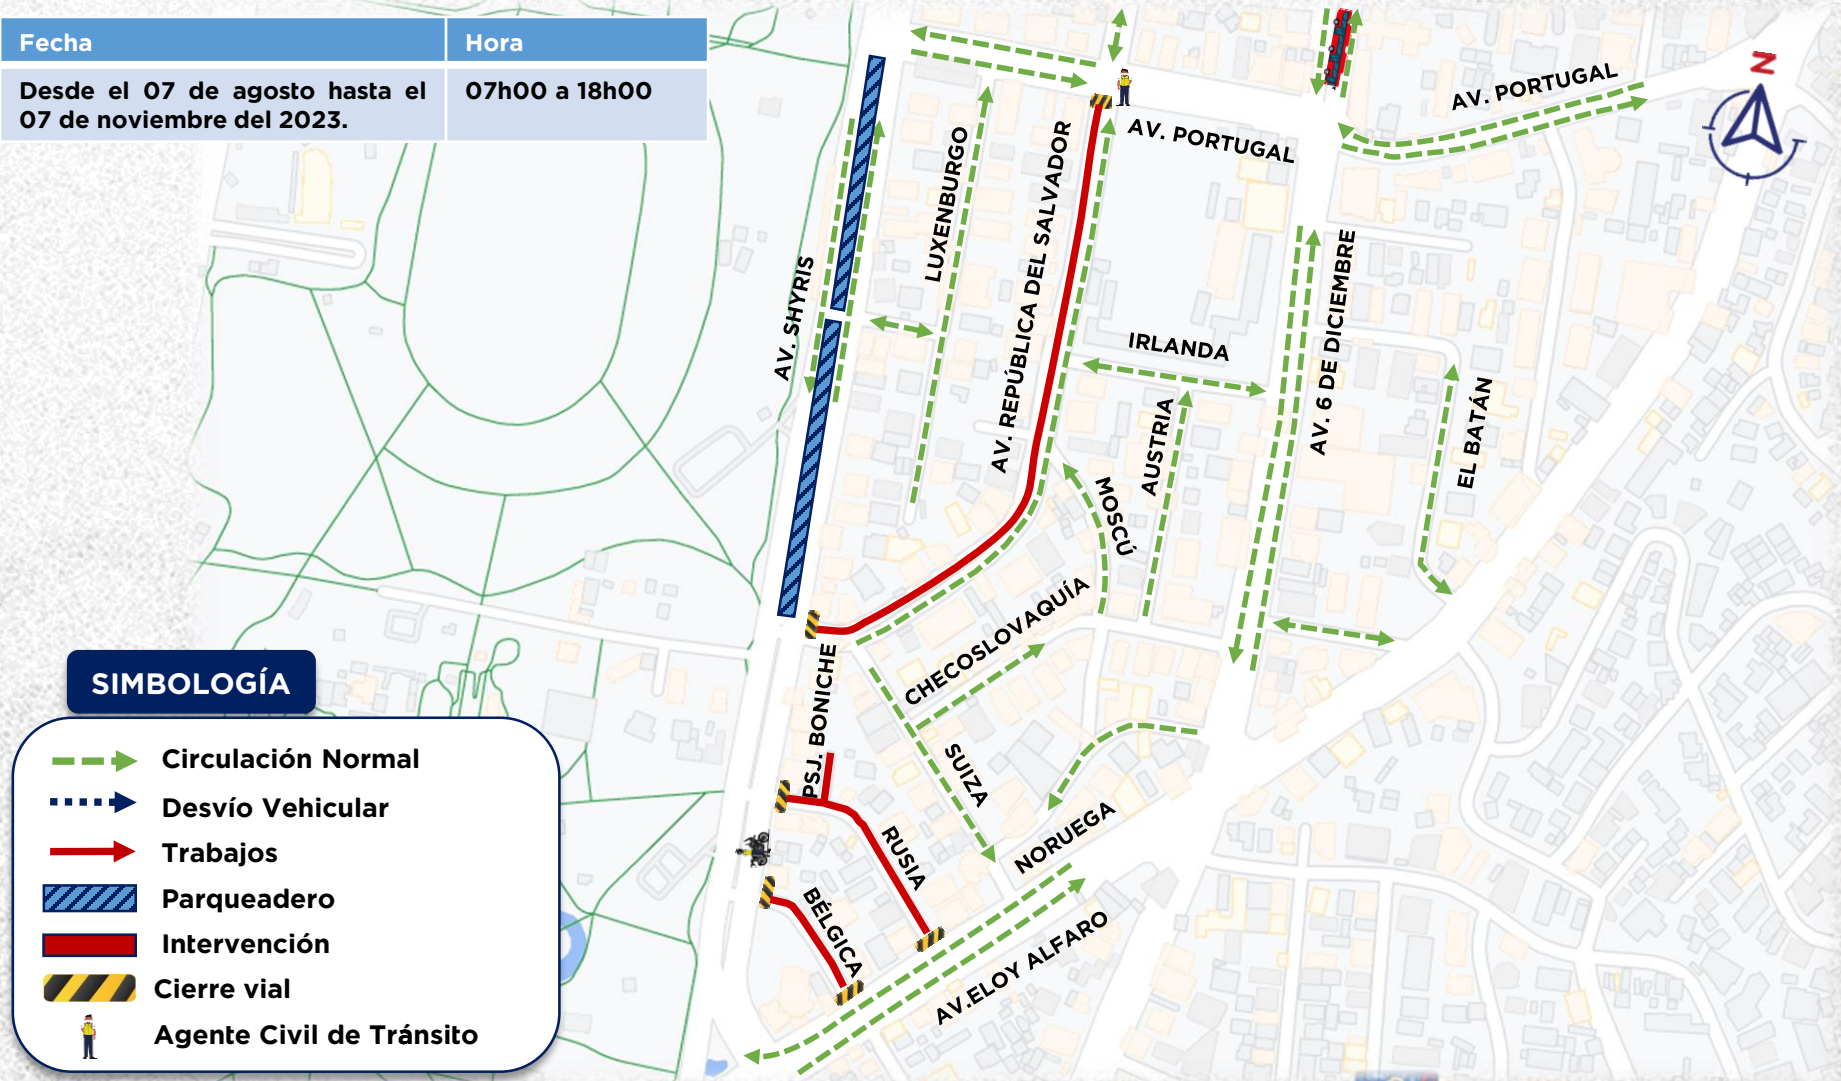 Fecha
Hora
Desde el 07 de agosto hasta el
07 de noviembre del 2023.
07h00 a 18h00
AV. PORTUGAL
N
AV. PORTUGAL
LUXENBURGO
AV. REPÚBLICA DEL SALVADOR
AV. SHYRIS
IRLANDA
AV. 6 DE DICIEMBRE
EL BATÁN
AUSTRIA
MOSCÚ
CHECOSLOVAQUÍA
PSJ. BONICHE
SUIZA
RUSIA
NORUEGA
BÉLGICA
AV.ELOY ALFARO
SIMBOLOGÍA
Circulación Normal
Desvío Vehicular
Trabajos
Parqueadero
Intervención
Cierre vial
Agente Civil de Tránsito